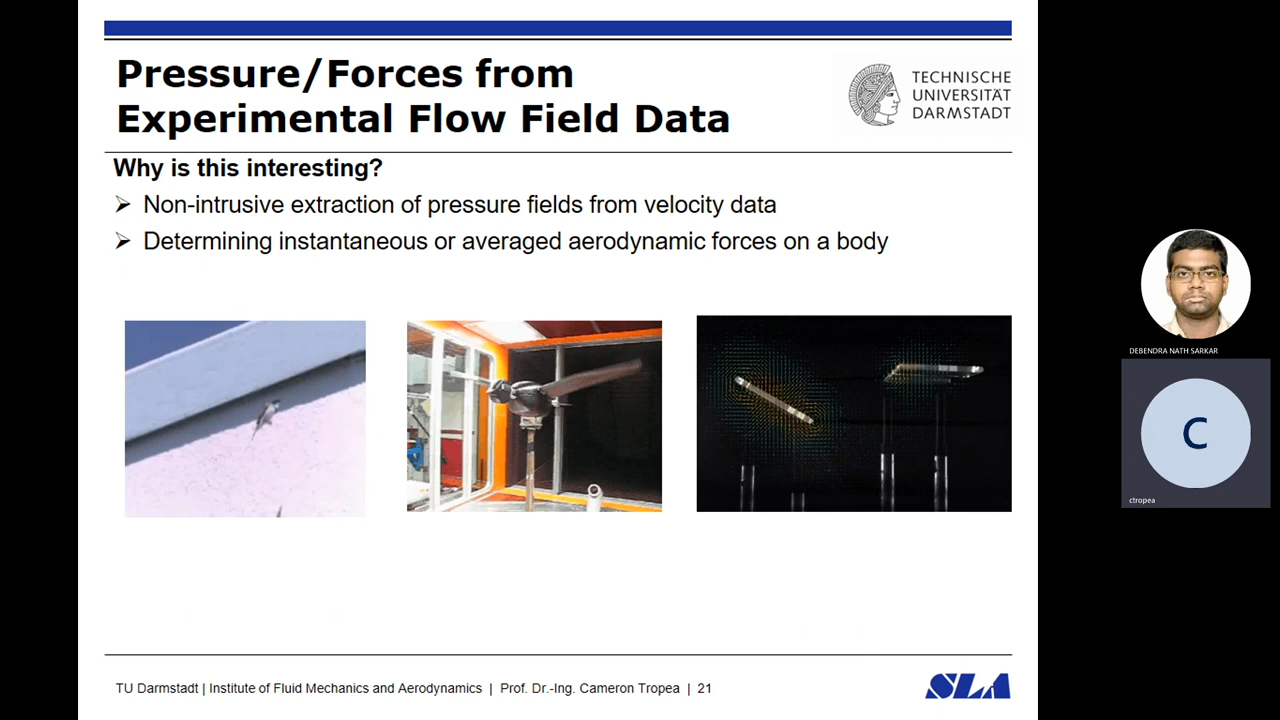 Pressure/Forces from
Experimental Flow Field Data
TECHNISCHE
UNIVERSITÄT
DARMSTADT
Why is this interesting?
Non-intrusive extraction of pressure fields from velocity data
Determining instantaneous or averaged aerodynamic forces on a body
DEBENDRA NATH SARKAR
C
ctropea
TU Darmstadt | Institute of Fluid Mechanics and Aerodynamics | Prof. Dr.-Ing. Cameron Tropea | 21
SLA